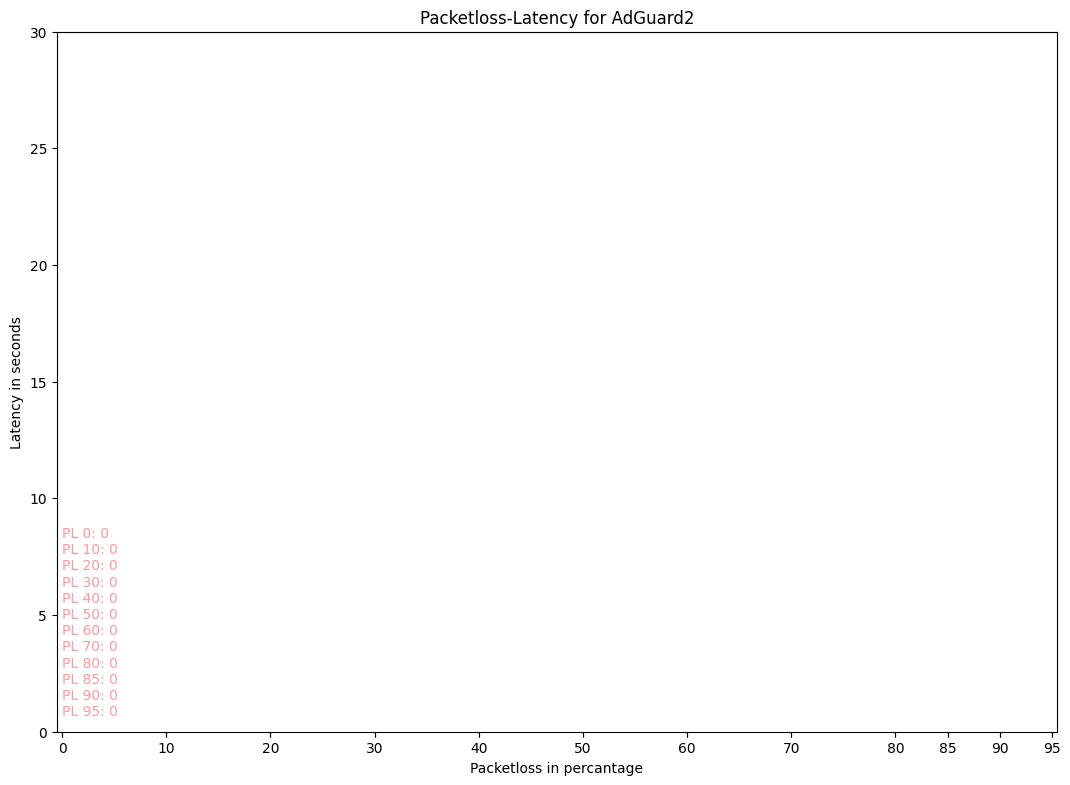 Packetloss-Latency for AdGuard2
30
25
20
15
10
5
0
Latency in seconds
PL 0: 0
PL 10: 0
PL 20: 0
PL 30: 0
PL 40: 0
PL 50: 0
PL 60: 0
PL 70: 0
PL 80: 0
PL 85: 0
PL 90: 0
PL 95: 0
0 10 20 30 40 50 60 70 80 85 90 95
Packetloss in percantage